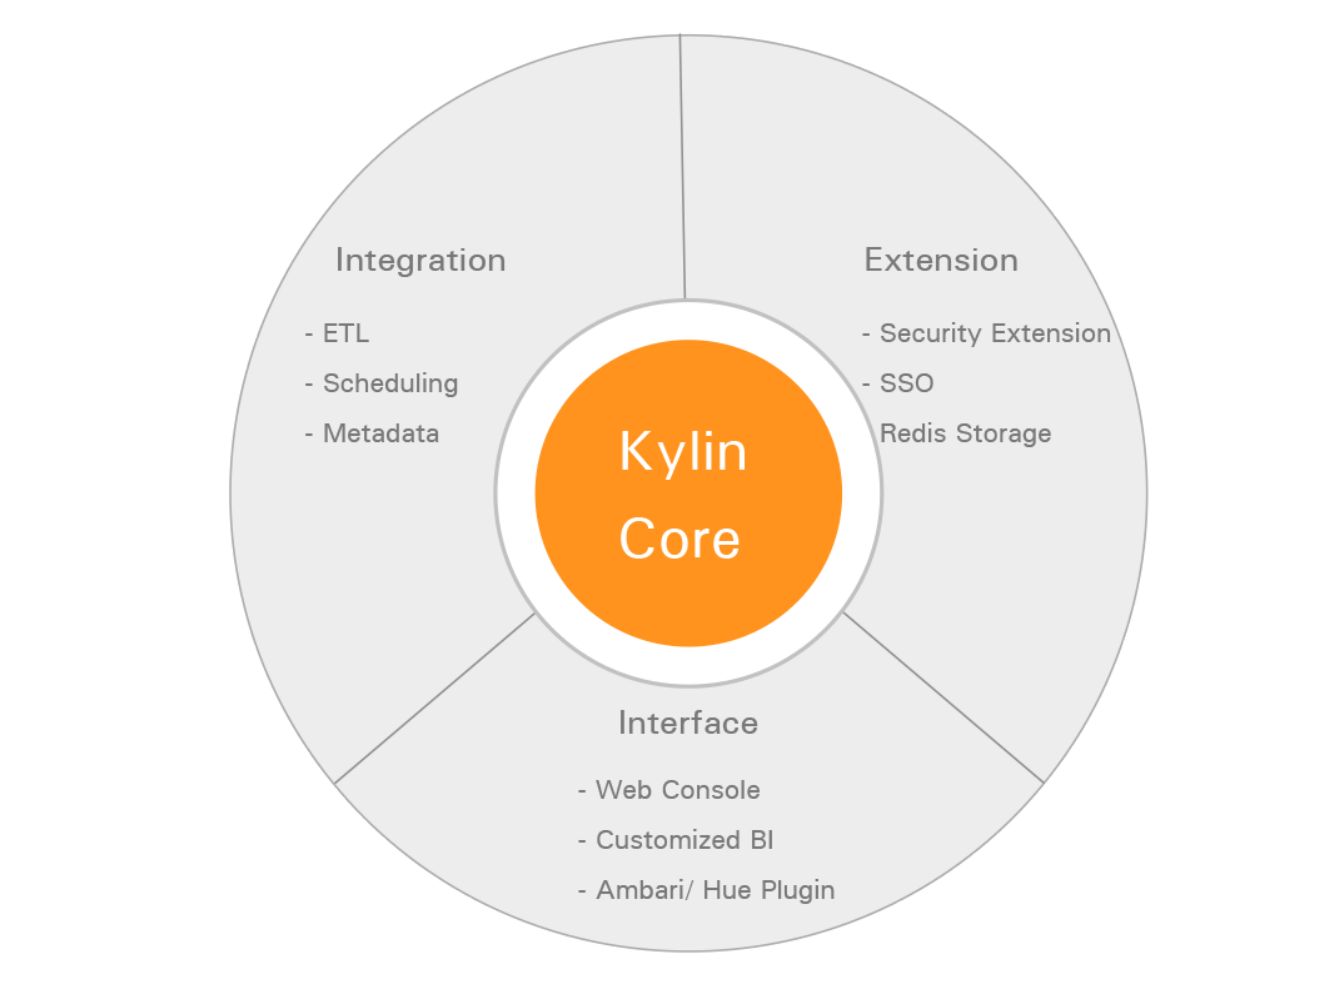 Integration
- ETL
- Scheduling
- Metadata
Extension
- Security Extension
- SSO
Redis Storage
Kylin
Core
Interface
- Web Console
- Customized BI
- Ambari/ Hue Plugin